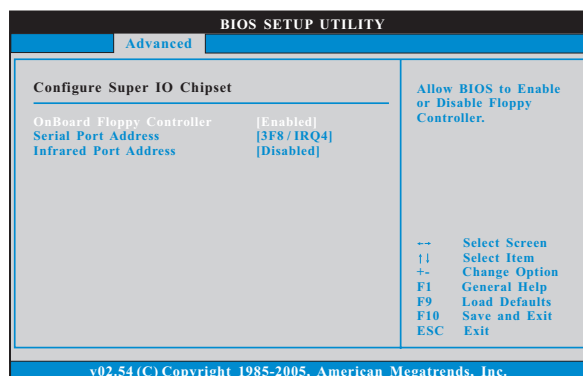 BIOS SETUP UTILITY
Advanced
Configure Super IO Chipset
OnBoard Floppy Controller [Enabled]
Serial Port Address [3F8 / IRQ4]
Infrared Port Address [Disabled]
Allow BIOS to Enable
or Disable Floppy
Controller.
←→ Select Screen
↑↓ Select Item
+- Change Option
F1 General Help
F9 Load Defaults
F10 Save and Exit
ESC Exit
v02.54 (C) Copyright 1985-2005, American Megatrends, Inc.